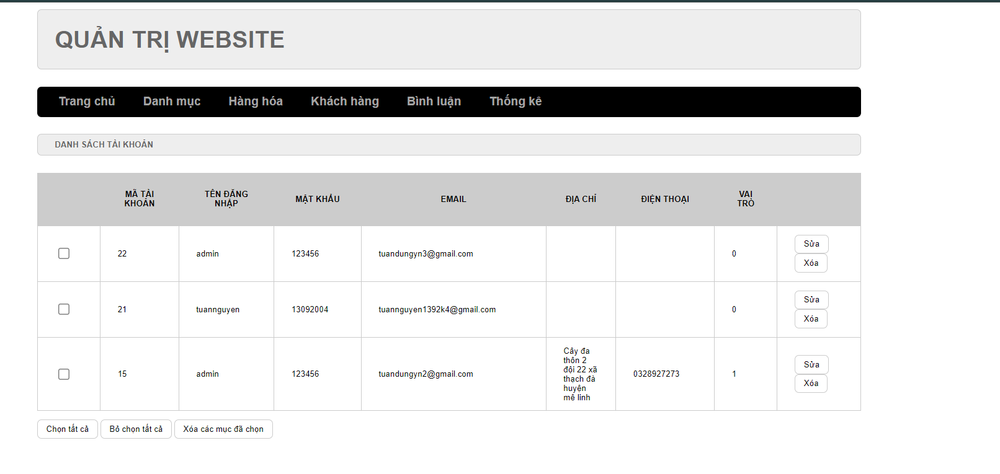 QUẢN TRỊ WEBSITE
Trang chủ Danh mục Hàng hóa Khách hàng Bình luận Thống kê
DANH SÁCH TÀI KHOẢN
MÃ TÀI KHOẢN TÊN ĐĂNG NHẬP MẬT KHẨU EMAIL ĐỊA CHỈ ĐIỆN THOẠI VAI TRÒ
22 admin 123456 tuandungyn3@gmail.com 0 Sửa
Xóa
21 tuannguyen 13092004 tuannguyen1392k4@gmail.com 0 Sửa
Xóa
15 admin 123456 tuandungyn2@gmail.com
Cây đa
thôn 2
đội 22 xã
thạch đà
huyện
mê linh
0328927273 1 Sửa
Xóa
Chọn tất cả Bỏ chọn tất cả Xóa các mục đã chọn